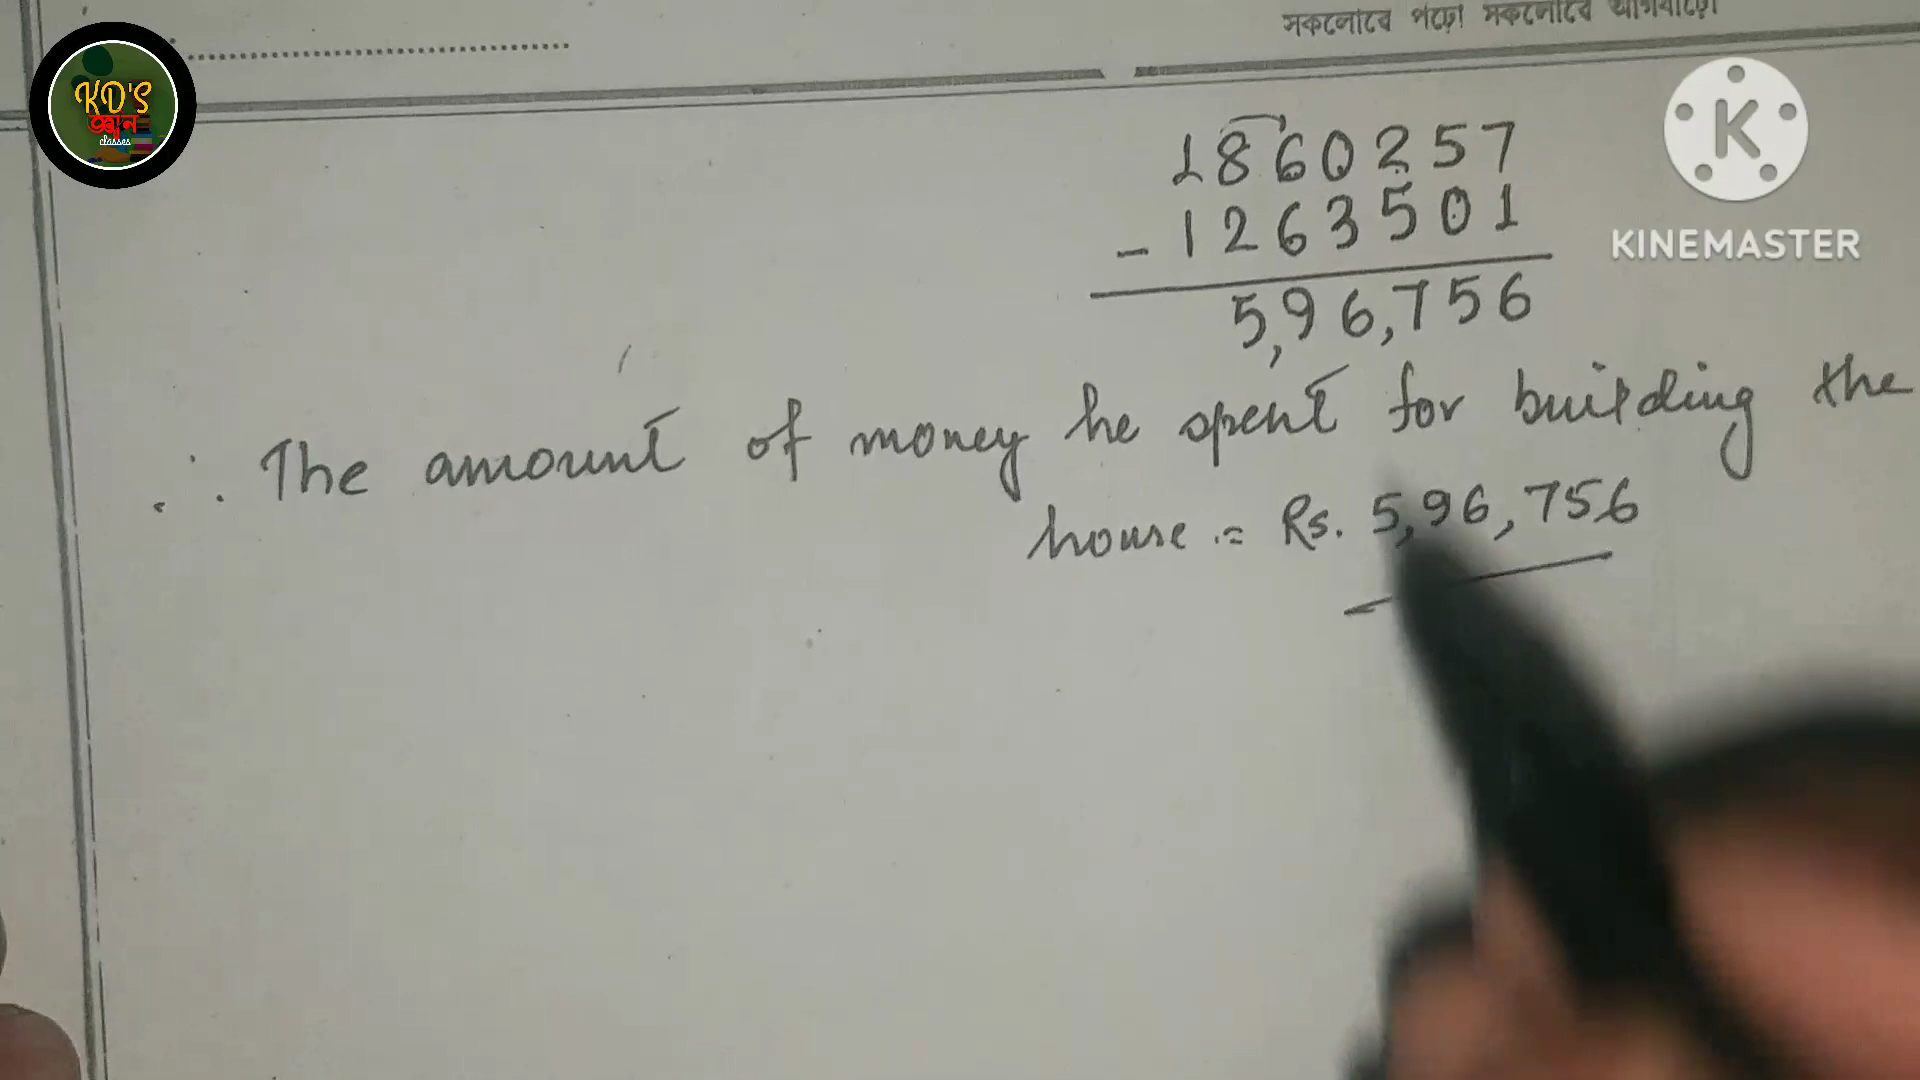 সকলোৱে পঢ়ো সকলোৱে আগবাঢ়ো
KD'S
জ্ঞান
classes
1860257
- 1263501
5,96,756
KINEMASTER
∴ The amount of money he spent for building the
house = Rs. 5,96,756